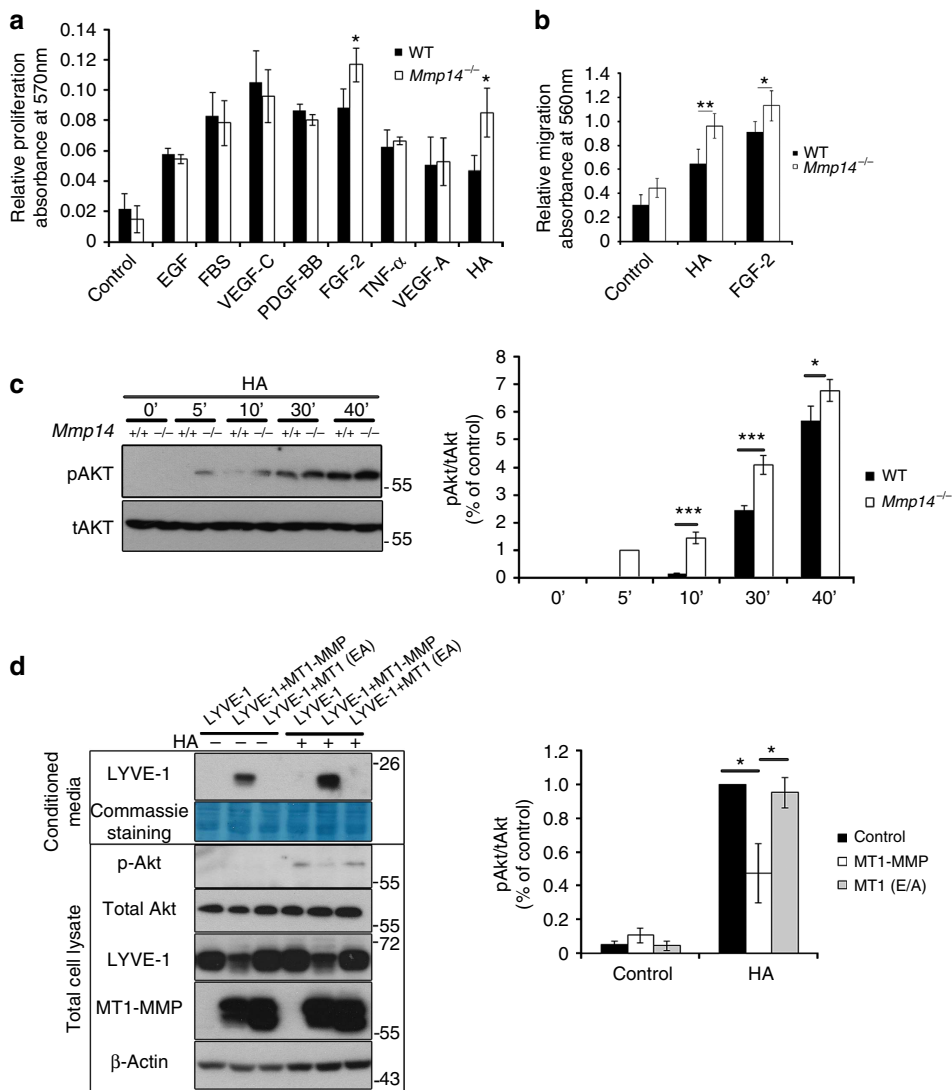 a
0.14
0.12
0.10
0.08
0.06
0.04
0.02
0
Relative proliferation
absorbance at 570nm
WT
Mmp14–/–
*
*
Control
EGF
FBS
VEGF-C
PDGF-BB
FGF-2
TNF-α
VEGF-A
HA
b
1.4
1.2
1.0
0.8
0.6
0.4
0.2
0
Relative migration
absorbance at 560nm
**
*
WT
Mmp14–/–
Control
HA
FGF-2
c
HA
0' 5' 10' 30' 40'
Mmp14 +/+ –/– +/+ –/– +/+ –/– +/+ –/– +/+ –/–
pAKT
-55
tAKT
-55
8
7
6
5
4
3
2
1
0
pAkt/tAkt
(% of control)
***
***
*
WT
Mmp14–/–
0' 5' 10' 30' 40'
d
LYVE-1
LYVE-1+MT1-MMP
LYVE-1+MT1 (EA)
LYVE-1
LYVE-1+MT1-MMP
LYVE-1+MT1 (EA)
HA – – – + + +
Conditioned
media
LYVE-1
-26
Commassie
staining
Total cell lysate
p-Akt
-55
Total Akt
-55
LYVE-1
-72
MT1-MMP
-55
β-Actin
-43
1.2
1.0
0.8
0.6
0.4
0.2
0
pAkt/tAkt
(% of control)
*
*
Control
MT1-MMP
MT1 (E/A)
Control
HA